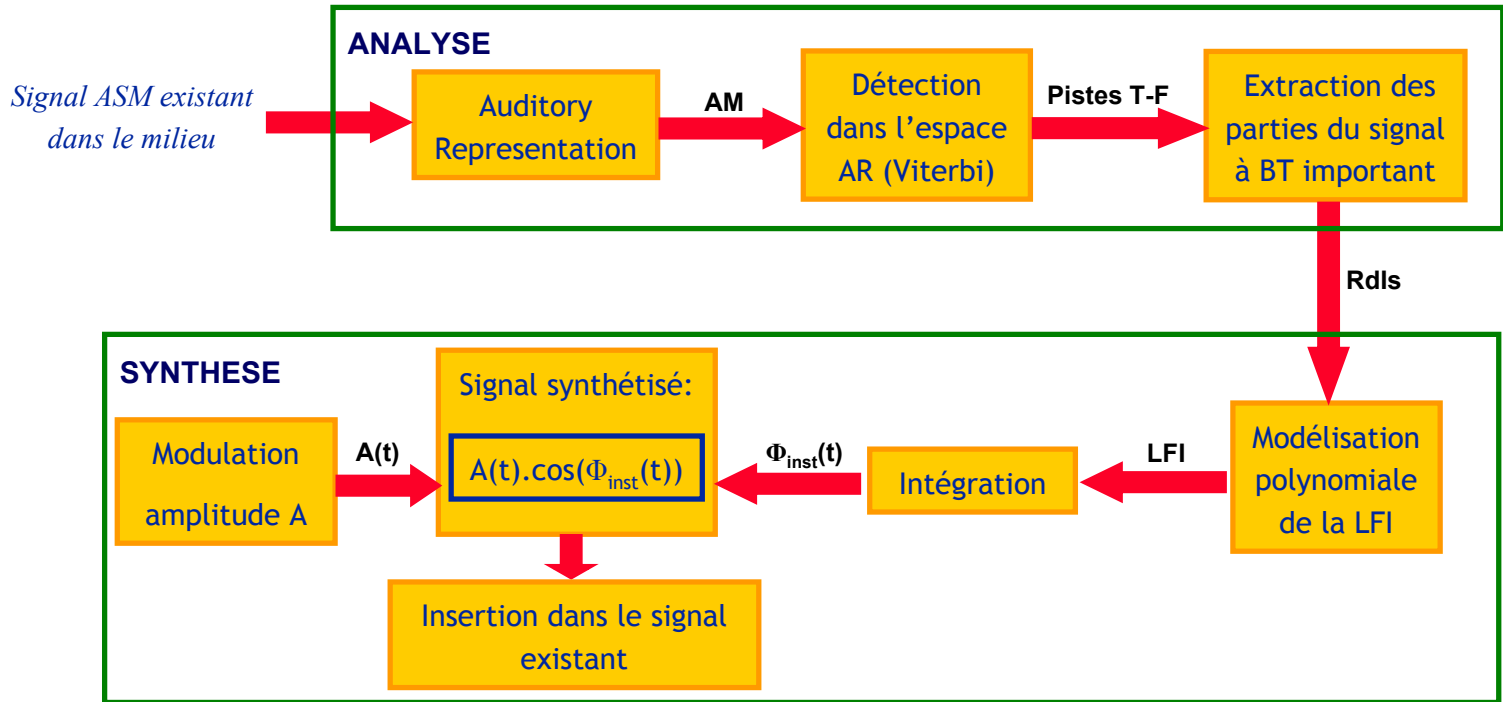 ANALYSE
Signal ASM existant
dans le milieu
Auditory
Representation
AM
Détection
dans l’espace
AR (Viterbi)
Pistes T-F
Extraction des
parties du signal
à BT important
RdIs
SYNTHESE
Modulation
amplitude A
A(t)
Signal synthétisé:
A(t).cos(Φinst(t))
Φinst(t)
Intégration
LFI
Modélisation
polynomiale
de la LFI
Insertion dans le signal
existant